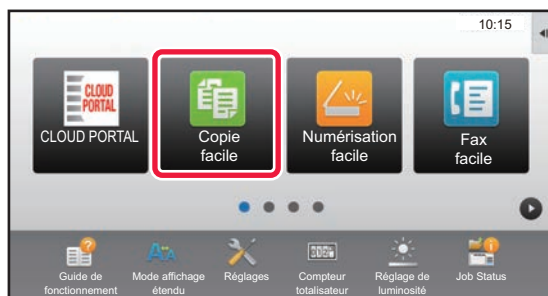 10:15
CLOUD
PORTAL
CLOUD PORTAL
Copie
facile
Numérisation
facile
Fax
facile
Guide de
fonctionnement
Mode affichage
étendu
Réglages
Compteur
totalisateur
Réglage de
luminosité
Job Status